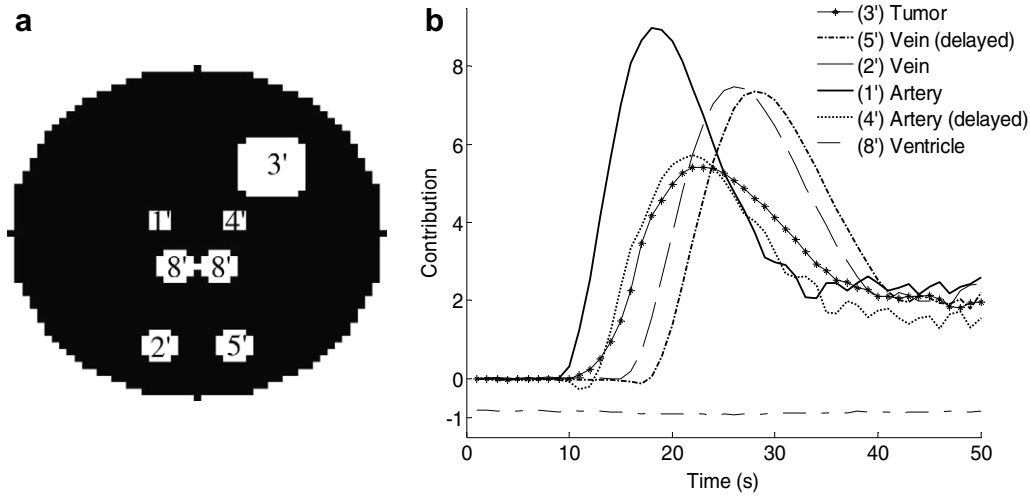 a
3'
1'
4'
8'
8'
2'
5'
b
(3') Tumor
(5') Vein (delayed)
(2') Vein
(1') Artery
(4') Artery (delayed)
(8') Ventricle
Contribution
8
6
4
2
0
-1
0
10
20
30
40
50
Time (s)